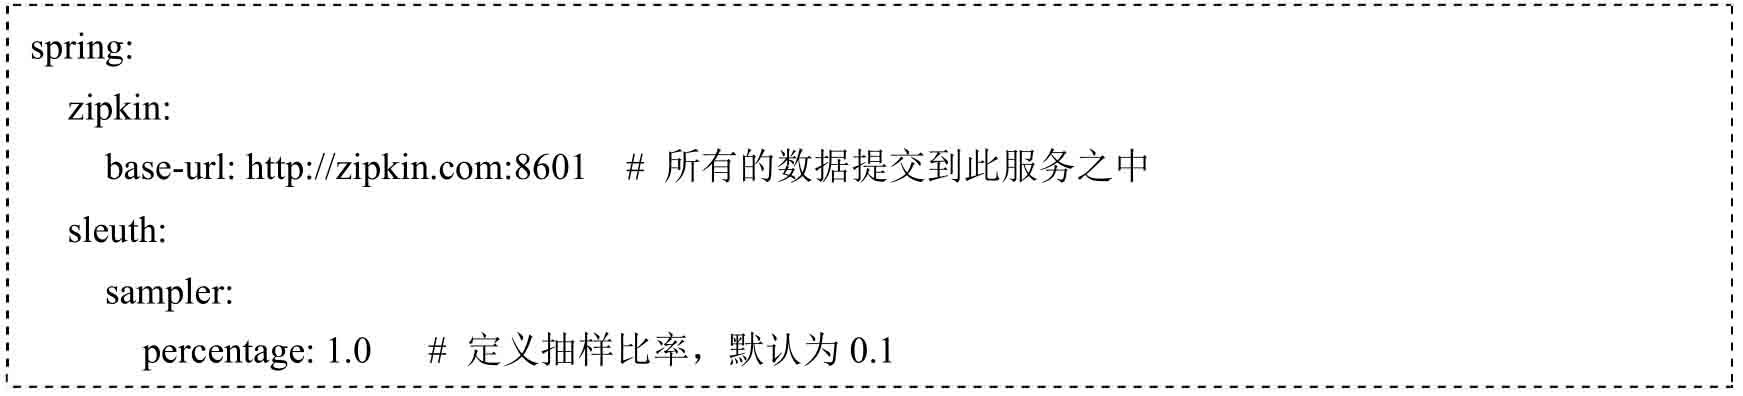 spring:
zipkin:
base-url: http://zipkin.com:8601 # 所有的数据提交到此服务之中
sleuth:
sampler:
percentage: 1.0 # 定义抽样比率，默认为 0.1